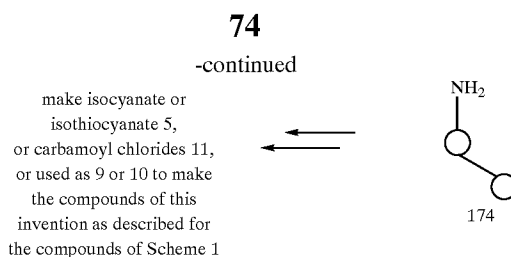 74
-continued
make isocyanate or
isothiocyanate 5,
or carbamoyl chlorides 11,
or used as 9 or 10 to make
the compounds of this
invention as described for
the compounds of Scheme 1
NH₂
174